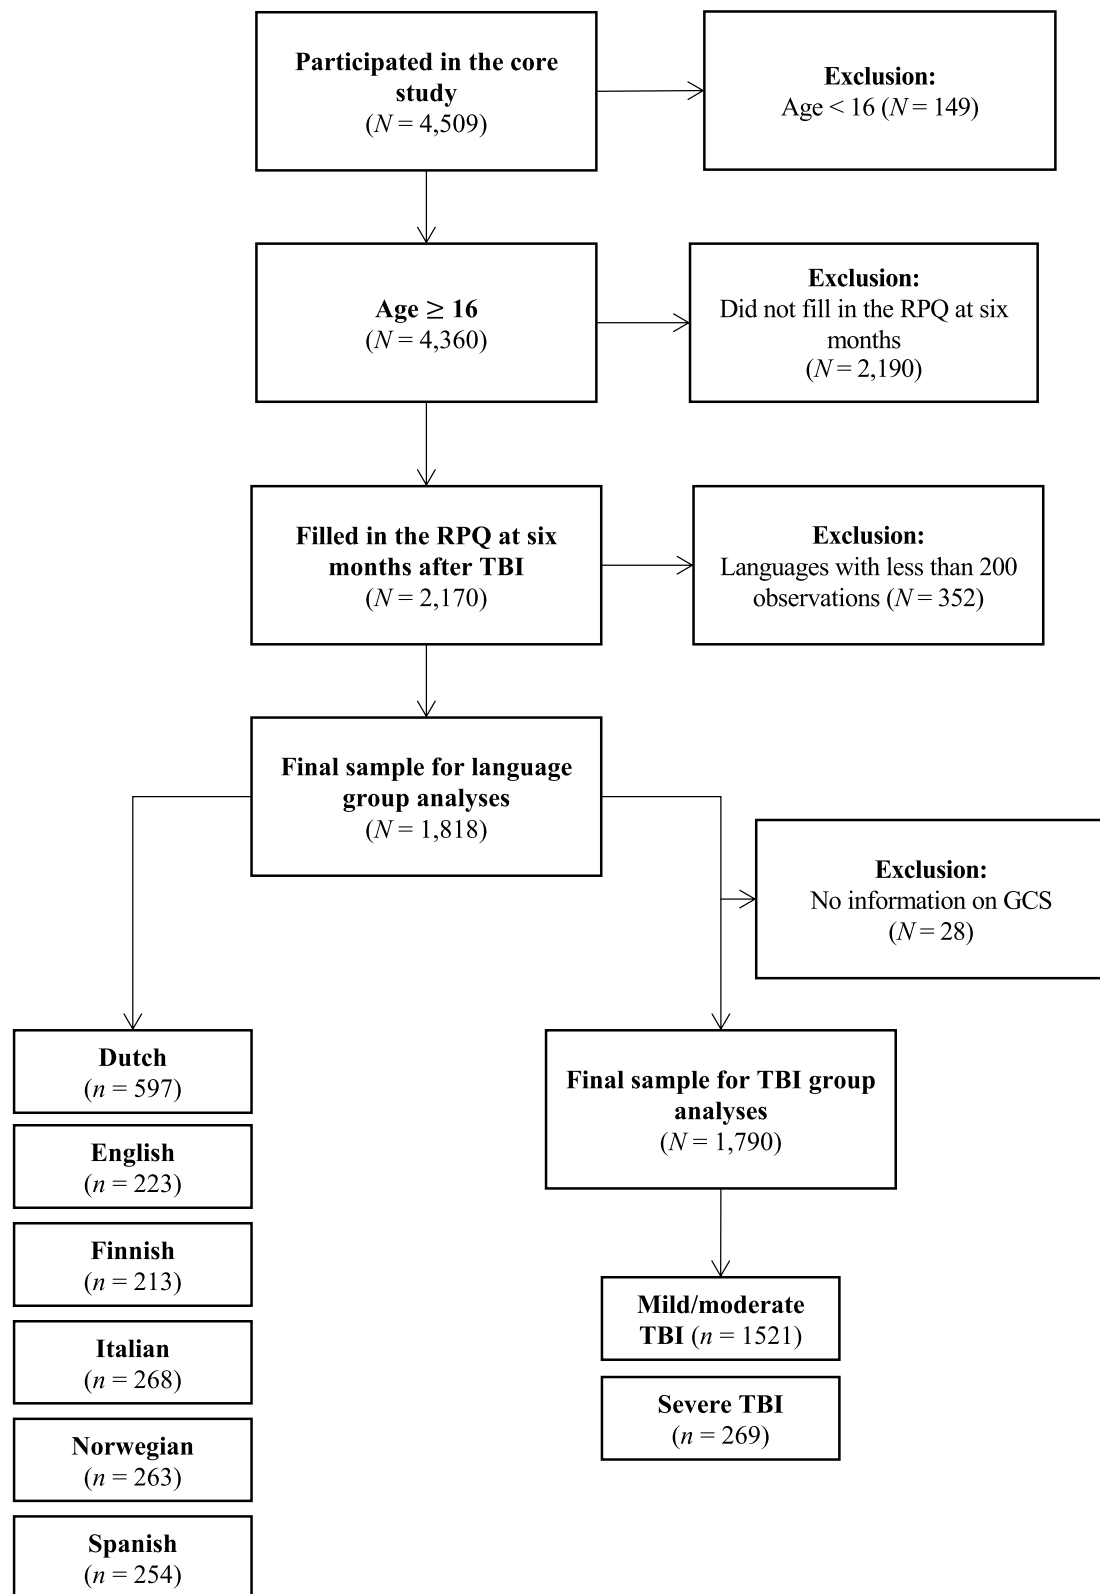 Participated in the core
study
(N = 4,509)
Exclusion:
Age < 16 (N = 149)
Age ≥ 16
(N = 4,360)
Exclusion:
Did not fill in the RPQ at six
months
(N = 2,190)
Filled in the RPQ at six
months after TBI
(N = 2,170)
Exclusion:
Languages with less than 200
observations (N = 352)
Final sample for language
group analyses
(N = 1,818)
Exclusion:
No information on GCS
(N = 28)
Dutch
(n = 597)
English
(n = 223)
Finnish
(n = 213)
Italian
(n = 268)
Norwegian
(n = 263)
Spanish
(n = 254)
Final sample for TBI group
analyses
(N = 1,790)
Mild/moderate
TBI (n = 1521)
Severe TBI
(n = 269)